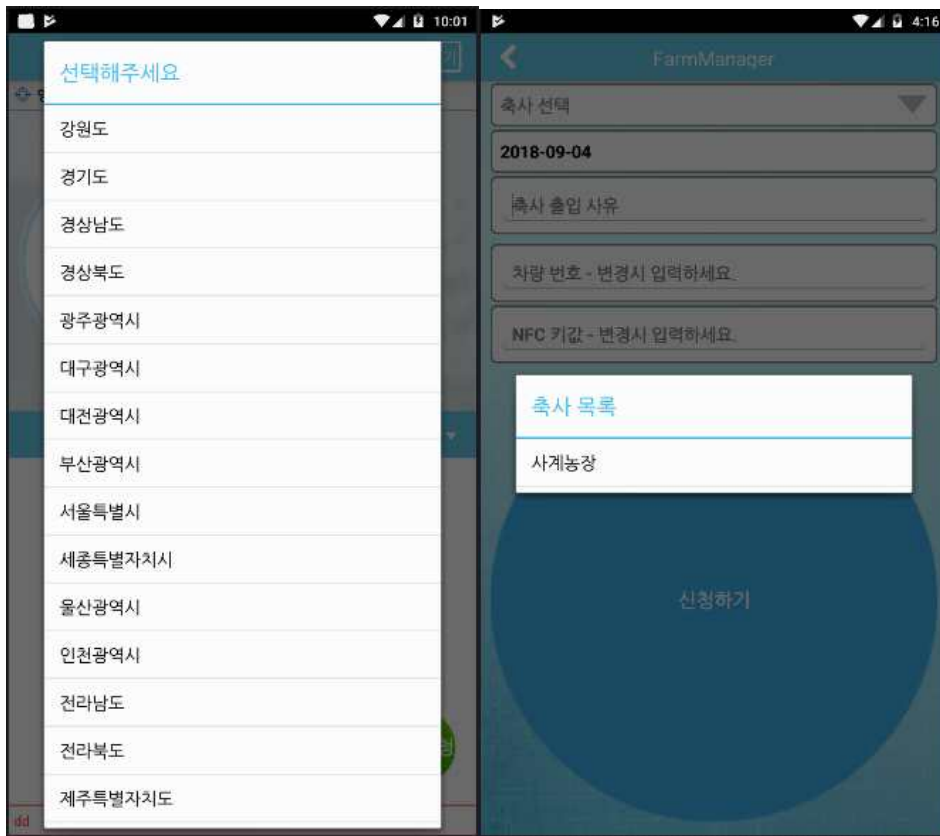 10:01
선택해주세요
강원도
경기도
경상남도
경상북도
광주광역시
대구광역시
대전광역시
부산광역시
서울특별시
세종특별자치시
울산광역시
인천광역시
전라남도
전라북도
제주특별자치도
dd
4:16
FarmManager
축사 선택
2018-09-04
축사 출입 사유
차량 번호 - 변경시 입력하세요.
NFC 키값 - 변경시 입력하세요.
축사 목록
사계농장
신청하기